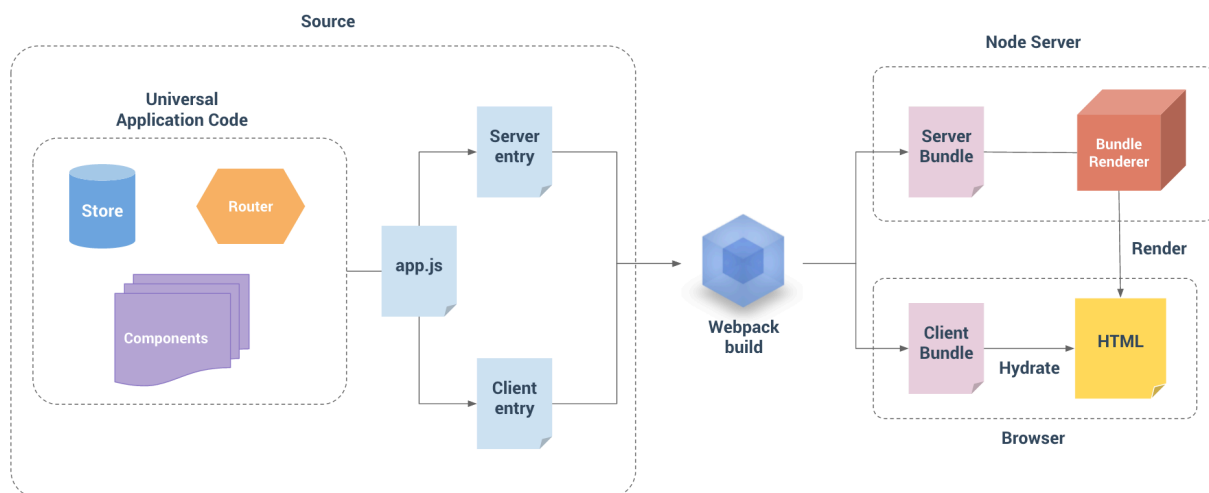 Source
Universal
Application Code
Store
Router
Components
app.js
Server
entry
Client
entry
Webpack
build
Node Server
Server
Bundle
Bundle
Renderer
Render
Client
Bundle
Hydrate
HTML
Browser